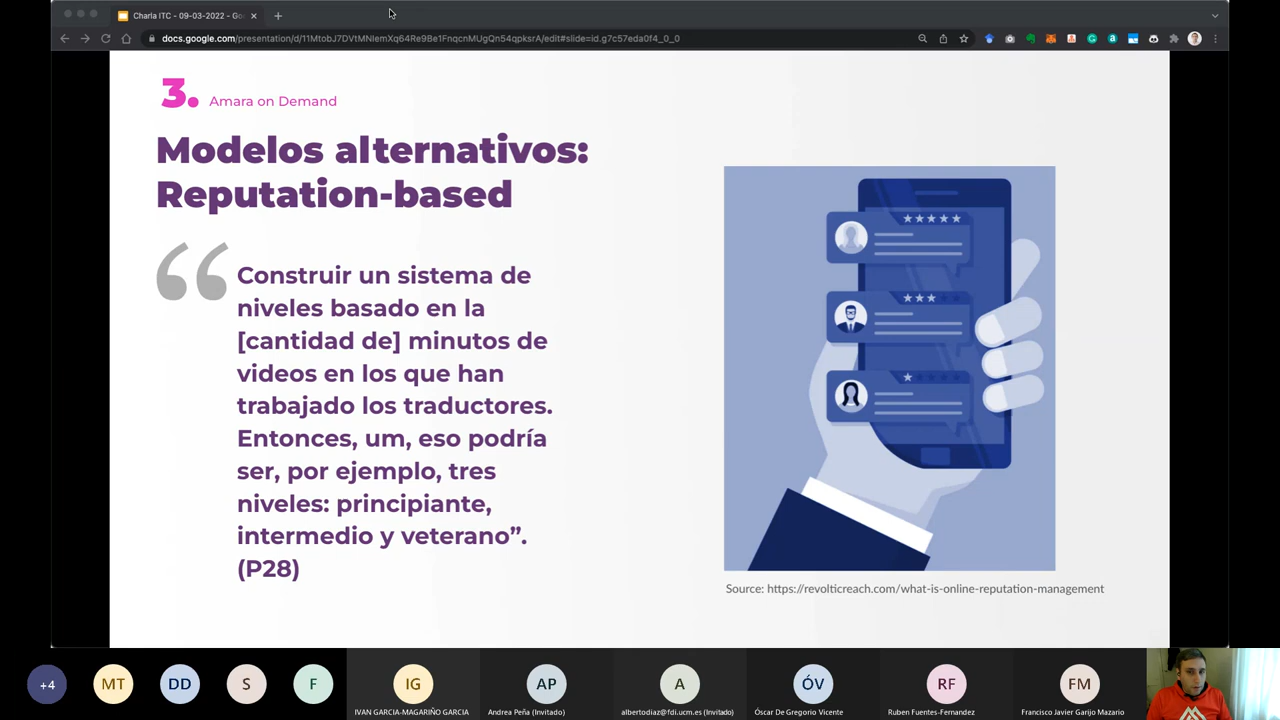 Charla ITC - 09-03-2022 - Go
docs.google.com/presentation/d/11MtobJ7DVtMNIemXq64Re9Be1FnqcnMUgQn54qpksrA/edit#slide=id.g7c57eda0f4_0_0
3. Amara on Demand
Modelos alternativos:
Reputation-based
“ Construir un sistema de
niveles basado en la
[cantidad de] minutos de
videos en los que han
trabajado los traductores.
Entonces, um, eso podría
ser, por ejemplo, tres
niveles: principiante,
intermedio y veterano”.
(P28)
Source: https://revolticreach.com/what-is-online-reputation-management
+4 MT DD S F IG AP A ÓV RF FM
IVAN GARCIA-MAGARIÑO GARCIA Andrea Peña (Invitado) albertodiaz@fdi.ucm.es (Invitado) Óscar De Gregorio Vicente Ruben Fuentes-Fernandez Francisco Javier Garijo Mazario